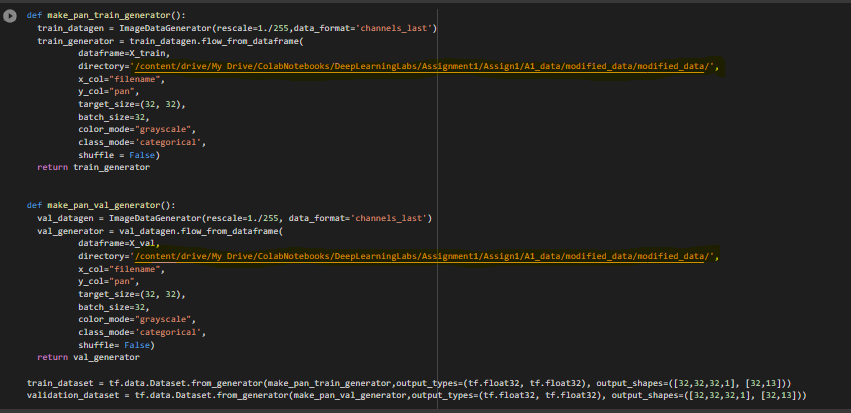 def make_pan_train_generator():
  train_datagen = ImageDataGenerator(rescale=1./255,data_format='channels_last')
  train_generator = train_datagen.flow_from_dataframe(
          dataframe=X_train,
          directory='/content/drive/My Drive/ColabNotebooks/DeepLearningLabs/Assignment1/Assign1/A1_data/modified_data/modified_data/',
          x_col="filename",
          y_col="pan",
          target_size=(32, 32),
          batch_size=32,
          color_mode="grayscale",
          class_mode='categorical',
          shuffle = False)
  return train_generator
def make_pan_val_generator():
  val_datagen = ImageDataGenerator(rescale=1./255, data_format='channels_last')
  val_generator = val_datagen.flow_from_dataframe(
          dataframe=X_val,
          directory='/content/drive/My Drive/ColabNotebooks/DeepLearningLabs/Assignment1/Assign1/A1_data/modified_data/modified_data/',
          x_col="filename",
          y_col="pan",
          target_size=(32, 32),
          batch_size=32,
          color_mode="grayscale",
          class_mode='categorical',
          shuffle= False)
  return val_generator
train_dataset = tf.data.Dataset.from_generator(make_pan_train_generator,output_types=(tf.float32, tf.float32), output_shapes=([32,32,32,1], [32,13]))
validation_dataset = tf.data.Dataset.from_generator(make_pan_val_generator,output_types=(tf.float32, tf.float32), output_shapes=([32,32,32,1], [32,13]))